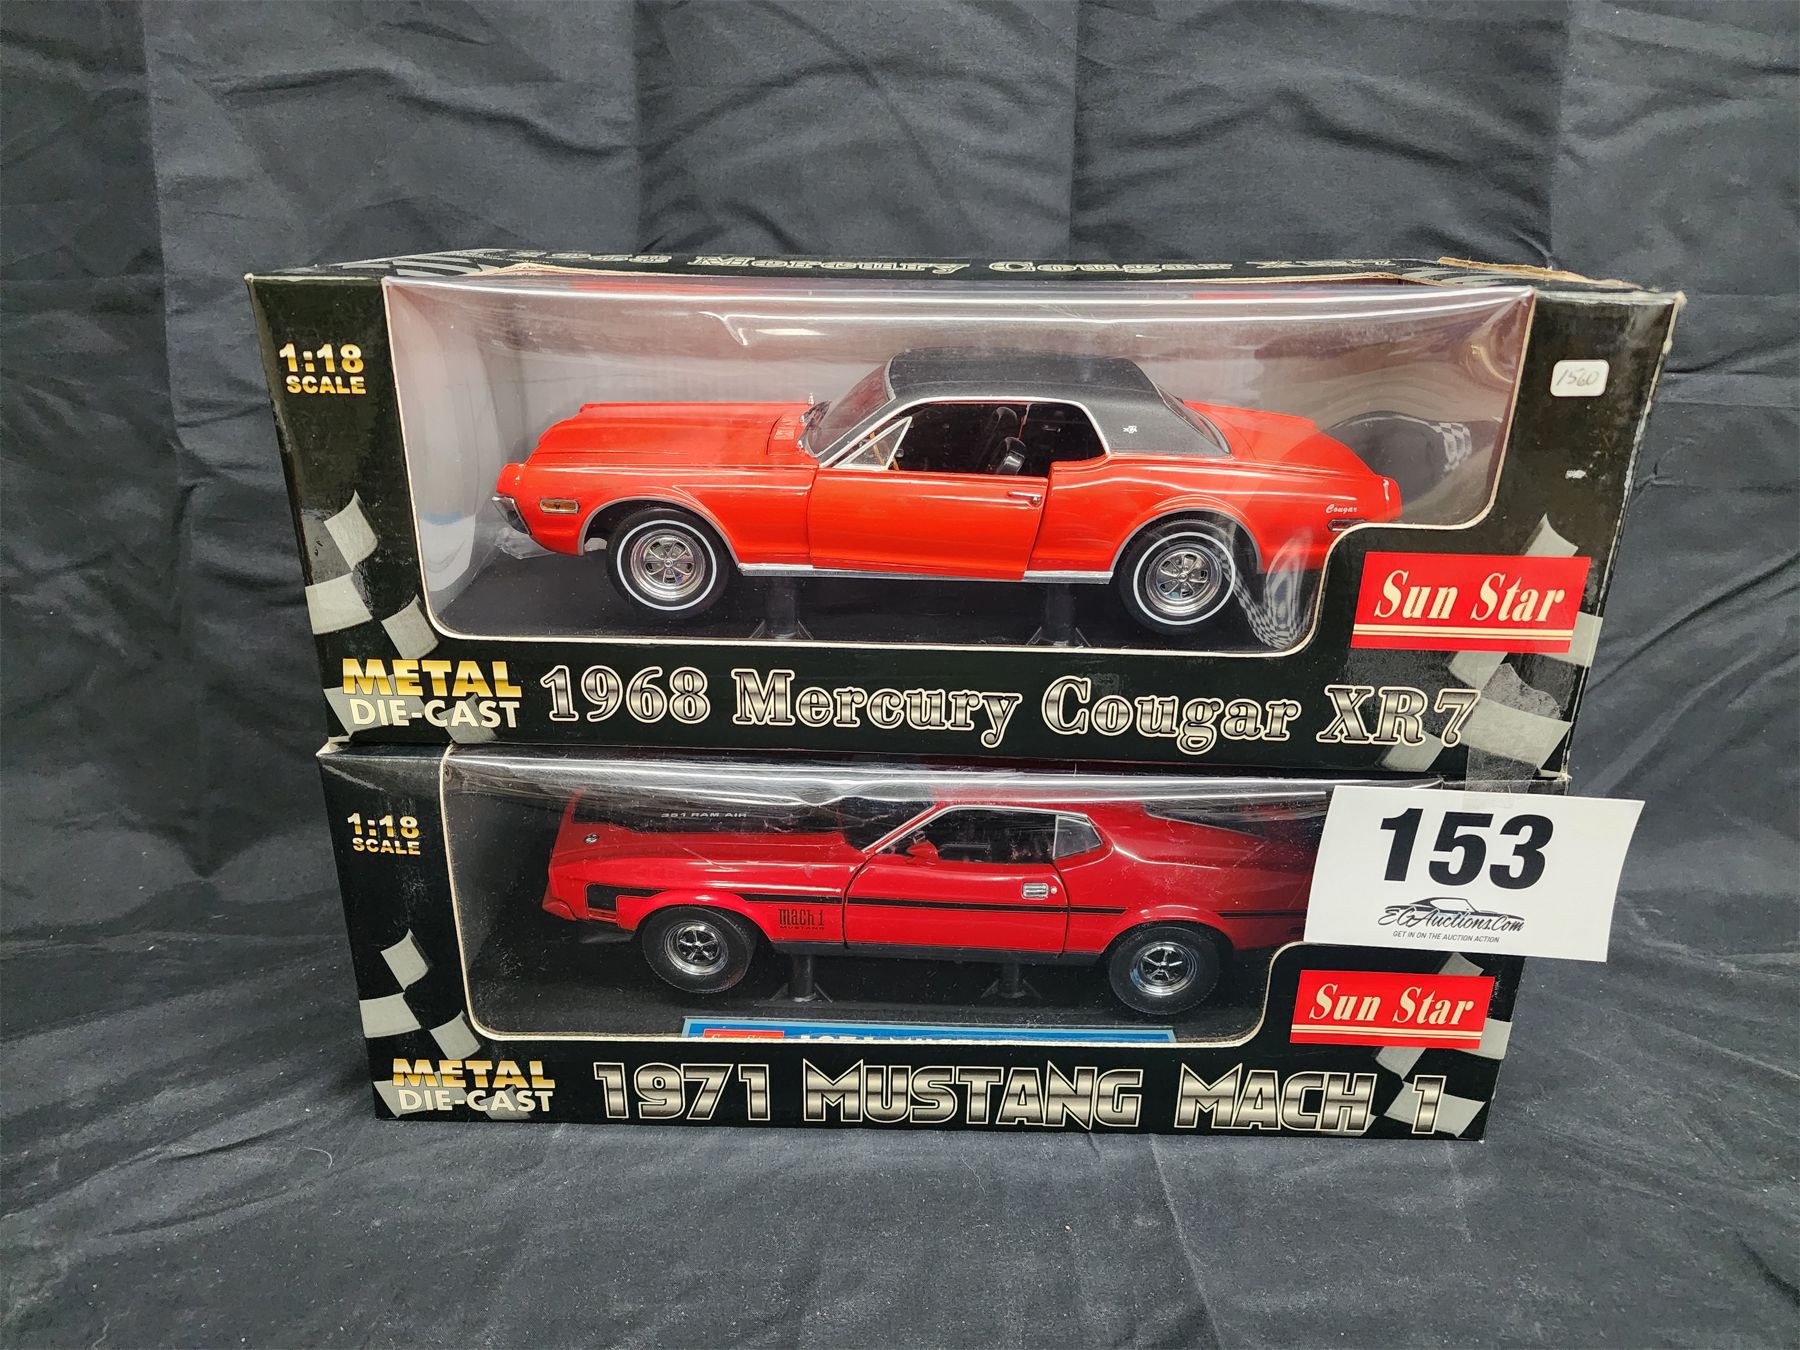 Mercury Cougar
1:18
SCALE
1560
Cougar
Sun Star
METAL
DIE-CAST
1968 Mercury Cougar XR7
1:18
SCALE
351 RAM AIR
153
mach 1
MUSTANG
EGAuctions.Com
GET IN ON THE AUCTION ACTION
Sun Star
METAL
DIE-CAST
1971 MUSTANG MACH 1